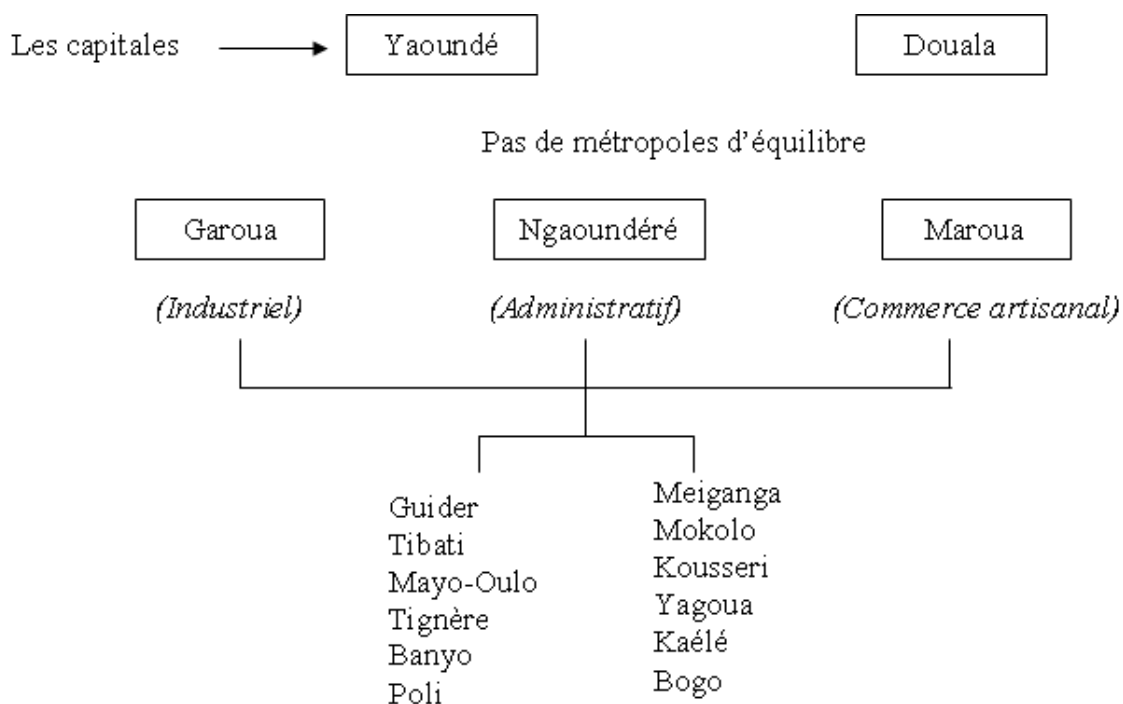 Les capitales Yaoundé Douala
Pas de métropoles d'équilibre
Garoua Ngaoundéré Maroua
(Industriel) (Administratif) (Commerce artisanal)
Guider
Tibati
Mayo-Oulo
Tignère
Banyo
Poli
Meiganga
Mokolo
Kousseri
Yagoua
Kaélé
Bogo